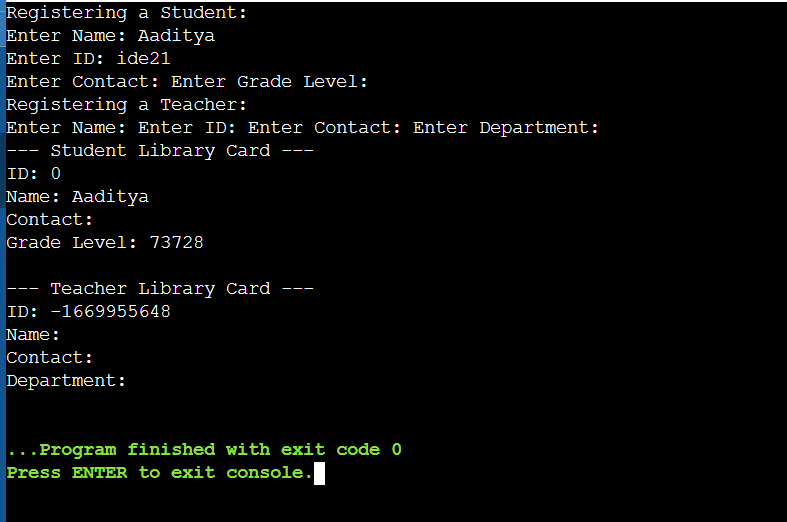 Registering a Student:
Enter Name: Aaditya
Enter ID: ide21
Enter Contact: Enter Grade Level:
Registering a Teacher:
Enter Name: Enter ID: Enter Contact: Enter Department:
--- Student Library Card ---
ID: 0
Name: Aaditya
Contact:
Grade Level: 73728
--- Teacher Library Card ---
ID: -1669955648
Name:
Contact:
Department:
...Program finished with exit code 0
Press ENTER to exit console.